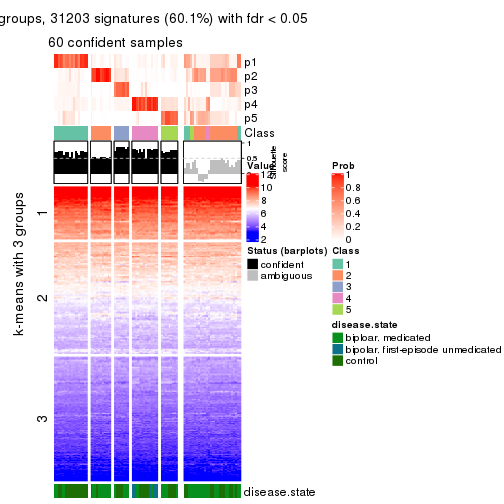 groups, 31203 signatures (60.1%) with fdr < 0.05
60 confident samples
p1
p2
p3
p4
p5
Class
1
0.5
0
Silhouette
score
k-means with 3 groups
1
2
3
Value
12
10
8
6
4
2
Prob
1
0.8
0.6
0.4
0.2
0
Status (barplots)
confident
ambiguous
Class
1
2
3
4
5
disease.state
biploar. medicated
bipolar. first-episode unmedicated
control
disease.state